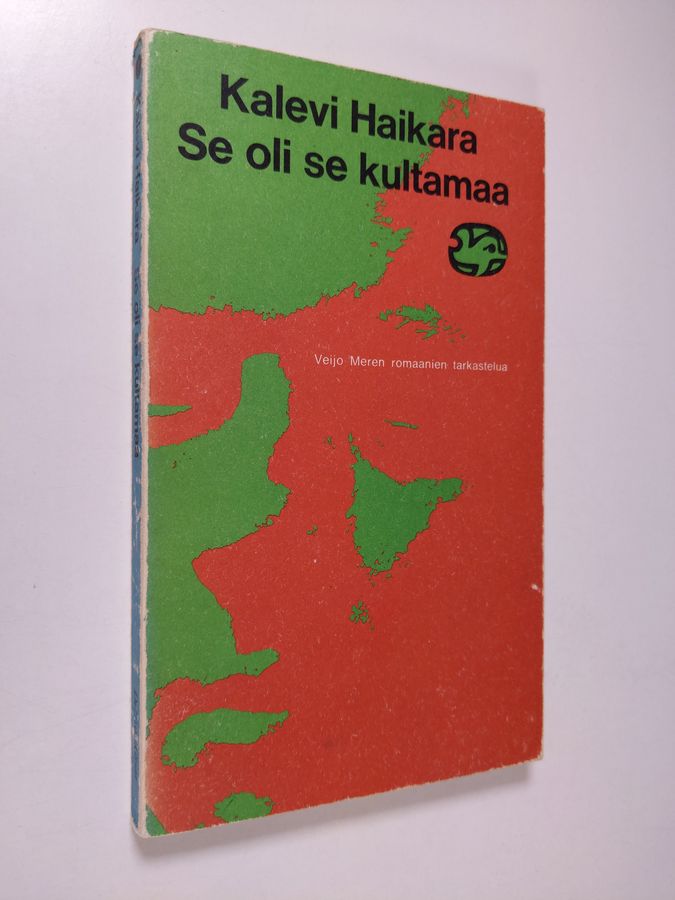 Kalevi Haikara
Se oli se kultamaa
Veijo Meren romaanien tarkastelua
Kalevi Haikara Se oli se kultamaa